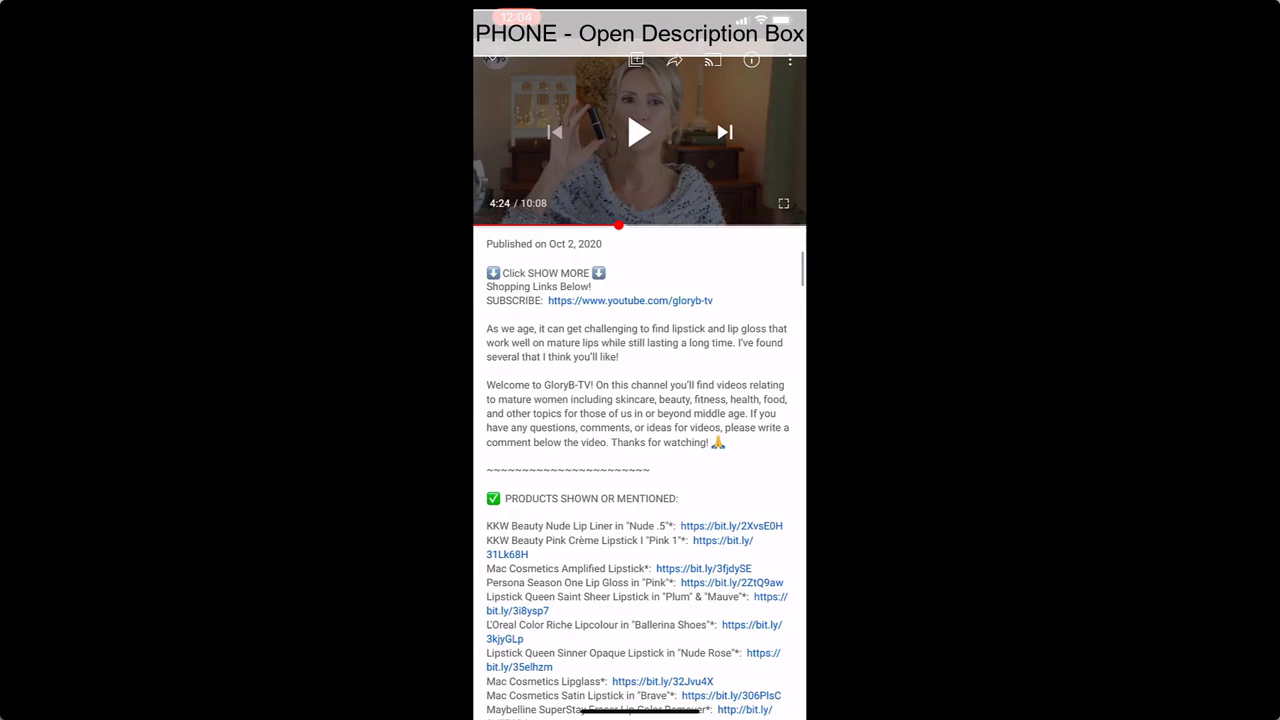 12:04
PHONE - Open Description Box
4:24 / 10:08
Published on Oct 2, 2020
⬇️ Click SHOW MORE ⬇️
Shopping Links Below!
SUBSCRIBE: https://www.youtube.com/gloryb-tv
As we age, it can get challenging to find lipstick and lip gloss that
work well on mature lips while still lasting a long time. I've found
several that I think you'll like!
Welcome to GloryB-TV! On this channel you'll find videos relating
to mature women including skincare, beauty, fitness, health, food,
and other topics for those of us in or beyond middle age. If you
have any questions, comments, or ideas for videos, please write a
comment below the video. Thanks for watching! 🙏
~~~~~~~~~~~~~~~~~~~~~~~
✅ PRODUCTS SHOWN OR MENTIONED:
KKW Beauty Nude Lip Liner in "Nude .5"*: https://bit.ly/2XvsE0H
KKW Beauty Pink Crème Lipstick I "Pink 1"*: https://bit.ly/
31Lk68H
Mac Cosmetics Amplified Lipstick*: https://bit.ly/3fjdySE
Persona Season One Lip Gloss in "Pink"*: https://bit.ly/2ZtQ9aw
Lipstick Queen Saint Sheer Lipstick in "Plum" & "Mauve"*: https://
bit.ly/3i8ysp7
L'Oreal Color Riche Lipcolour in "Ballerina Shoes"*: https://bit.ly/
3kjyGLp
Lipstick Queen Sinner Opaque Lipstick in "Nude Rose"*: https://
bit.ly/35elhzm
Mac Cosmetics Lipglass*: https://bit.ly/32Jvu4X
Mac Cosmetics Satin Lipstick in "Brave"*: https://bit.ly/306PIsC
Maybelline SuperStay Eraser Lip Color Remover*: http://bit.ly/